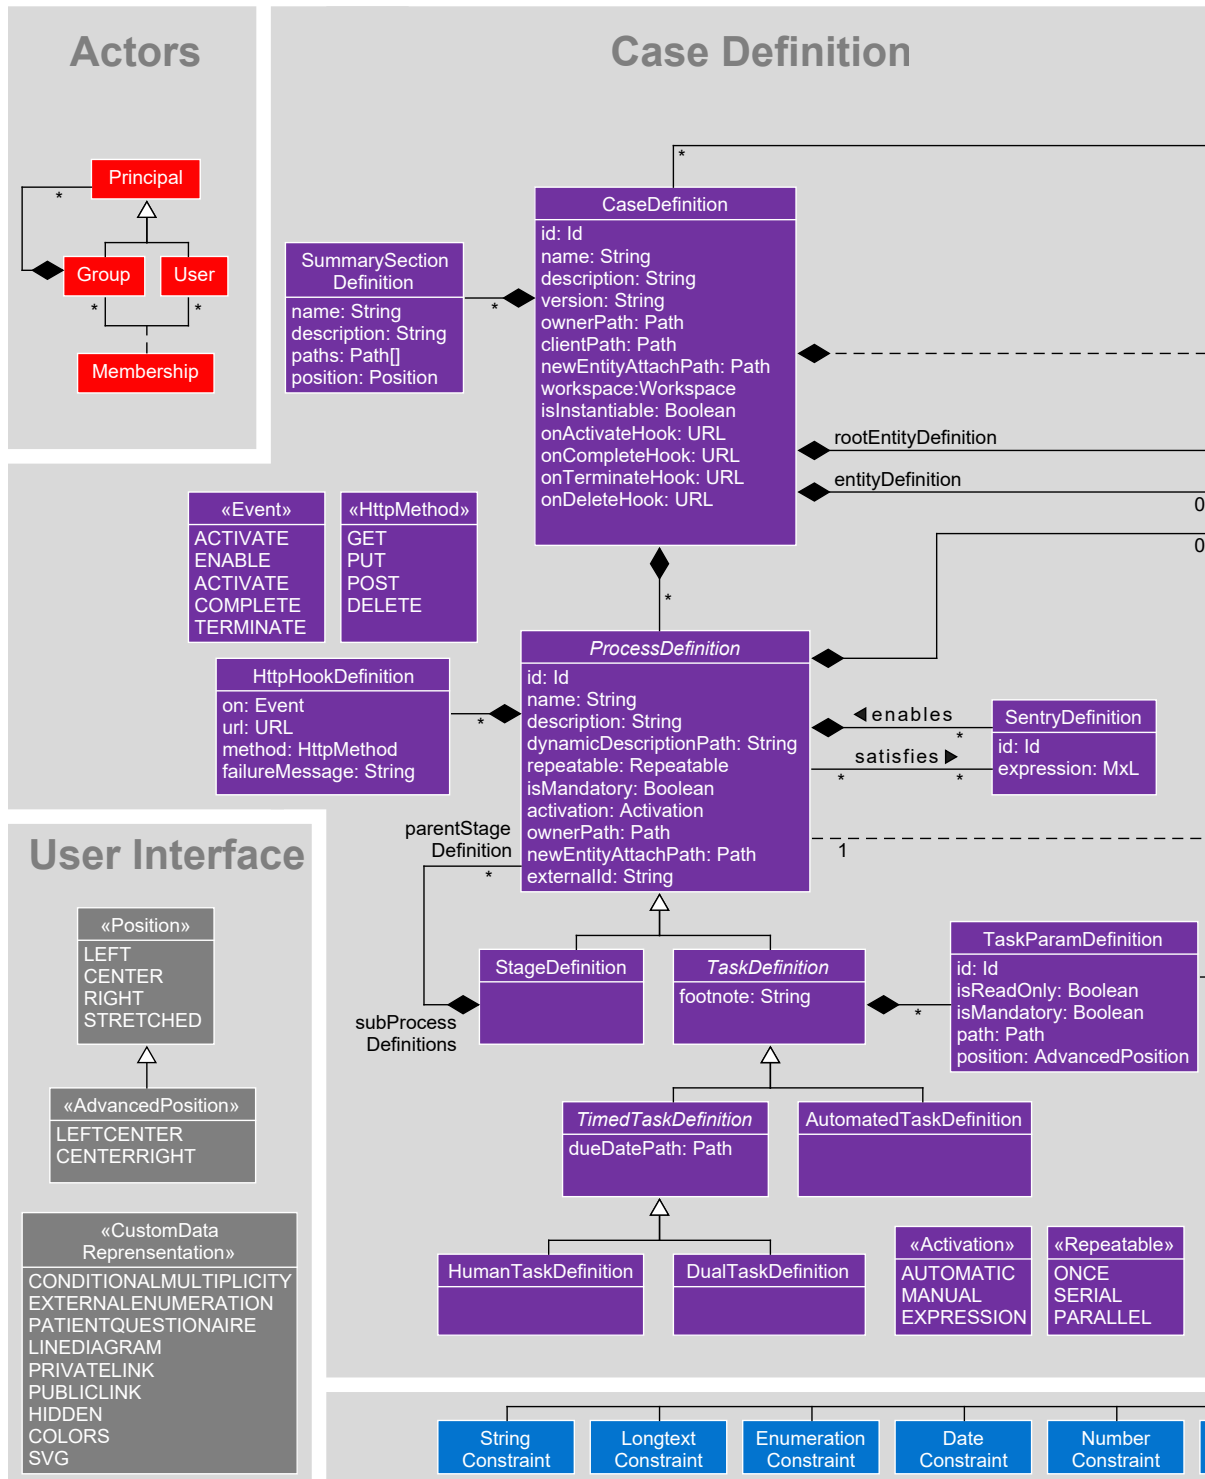 Actors
Principal
*
Group
User
*
*
Membership
Case Definition
*
CaseDefinition
id: Id
name: String
description: String
version: String
ownerPath: Path
clientPath: Path
newEntityAttachPath: Path
workspace:Workspace
isInstantiable: Boolean
onActivateHook: URL
onCompleteHook: URL
onTerminateHook: URL
onDeleteHook: URL
SummarySection
Definition
name: String
description: String
paths: Path[]
position: Position
*
rootEntityDefinition
entityDefinition
0
0
*
«Event»
ACTIVATE
ENABLE
ACTIVATE
COMPLETE
TERMINATE
«HttpMethod»
GET
PUT
POST
DELETE
HttpHookDefinition
on: Event
url: URL
method: HttpMethod
failureMessage: String
*
ProcessDefinition
id: Id
name: String
description: String
dynamicDescriptionPath: String
repeatable: Repeatable
isMandatory: Boolean
activation: Activation
ownerPath: Path
newEntityAttachPath: Path
externalId: String
enables
*
satisfies
*
*
SentryDefinition
id: Id
expression: MxL
1
parentStage
Definition
*
subProcess
Definitions
StageDefinition
TaskDefinition
footnote: String
*
TaskParamDefinition
id: Id
isReadOnly: Boolean
isMandatory: Boolean
path: Path
position: AdvancedPosition
TimedTaskDefinition
dueDatePath: Path
AutomatedTaskDefinition
HumanTaskDefinition
DualTaskDefinition
«Activation»
AUTOMATIC
MANUAL
EXPRESSION
«Repeatable»
ONCE
SERIAL
PARALLEL
User Interface
«Position»
LEFT
CENTER
RIGHT
STRETCHED
«AdvancedPosition»
LEFTCENTER
CENTERRIGHT
«CustomData
Reprensentation»
CONDITIONALMULTIPLICITY
EXTERNALENUMERATION
PATIENTQUESTIONAIRE
LINEDIAGRAM
PRIVATELINK
PUBLICLINK
HIDDEN
COLORS
SVG
String
Constraint
Longtext
Constraint
Enumeration
Constraint
Date
Constraint
Number
Constraint